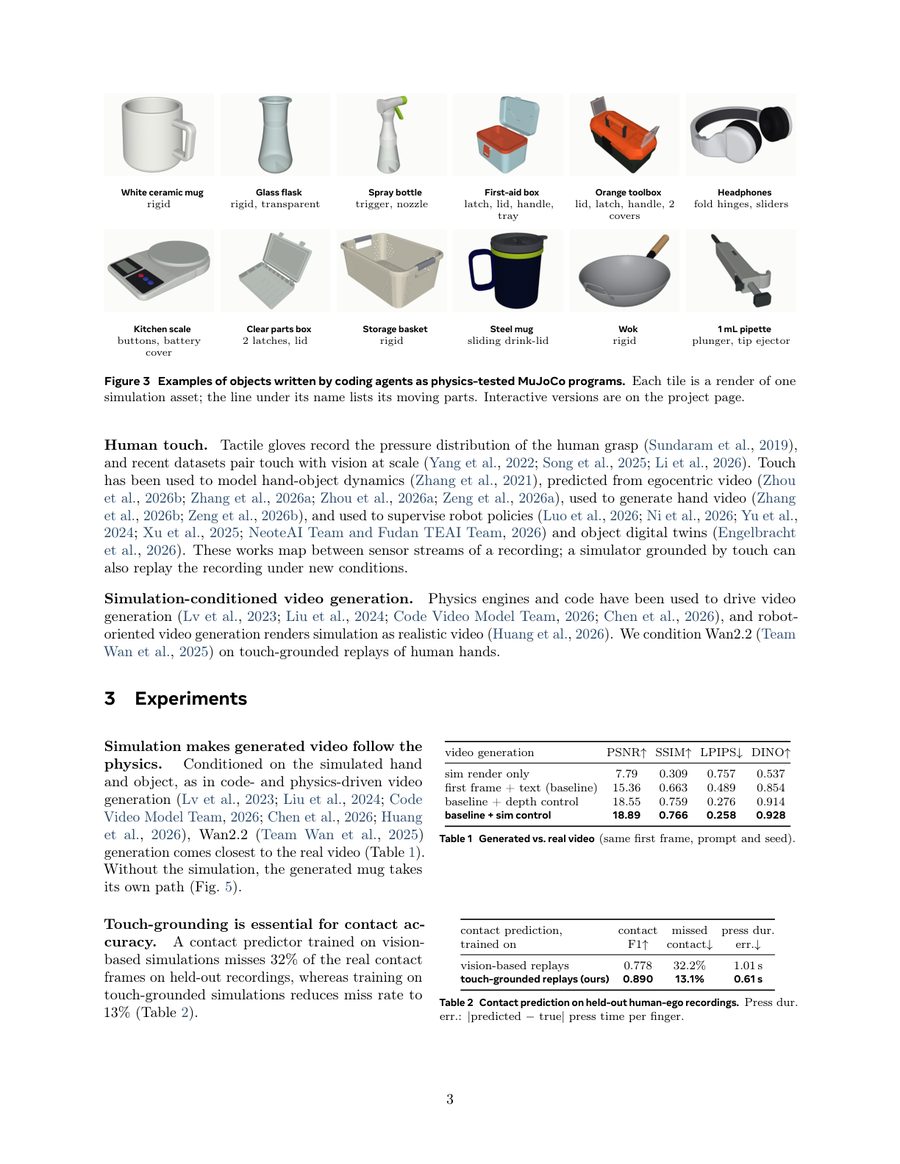 White ceramic mug
rigid
Glass flask
rigid, transparent
Spray bottle
trigger, nozzle
First-aid box
latch, lid, handle,
tray
Orange toolbox
lid, latch, handle, 2
covers
Headphones
fold hinges, sliders
Kitchen scale
buttons, battery
cover
Clear parts box
2 latches, lid
Storage basket
rigid
Steel mug
sliding drink-lid
Wok
rigid
1 mL pipette
plunger, tip ejector
Figure 3 Examples of objects written by coding agents as physics-tested MuJoCo programs. Each tile is a render of one
simulation asset; the line under its name lists its moving parts. Interactive versions are on the project page.
Human touch. Tactile gloves record the pressure distribution of the human grasp (Sundaram et al., 2019),
and recent datasets pair touch with vision at scale (Yang et al., 2022; Song et al., 2025; Li et al., 2026). Touch
has been used to model hand-object dynamics (Zhang et al., 2021), predicted from egocentric video (Zhou
et al., 2026b; Zhang et al., 2026a; Zhou et al., 2026a; Zeng et al., 2026a), used to generate hand video (Zhang
et al., 2026b; Zeng et al., 2026b), and used to supervise robot policies (Luo et al., 2026; Ni et al., 2026; Yu et al.,
2024; Xu et al., 2025; NeoteAI Team and Fudan TEAI Team, 2026) and object digital twins (Engelbracht
et al., 2026). These works map between sensor streams of a recording; a simulator grounded by touch can
also replay the recording under new conditions.
Simulation-conditioned video generation. Physics engines and code have been used to drive video
generation (Lv et al., 2023; Liu et al., 2024; Code Video Model Team, 2026; Chen et al., 2026), and robot-
oriented video generation renders simulation as realistic video (Huang et al., 2026). We condition Wan2.2 (Team
Wan et al., 2025) on touch-grounded replays of human hands.
3 Experiments
Simulation makes generated video follow the
physics. Conditioned on the simulated hand
and object, as in code- and physics-driven video
generation (Lv et al., 2023; Liu et al., 2024; Code
Video Model Team, 2026; Chen et al., 2026; Huang
et al., 2026), Wan2.2 (Team Wan et al., 2025)
generation comes closest to the real video (Table 1).
Without the simulation, the generated mug takes
its own path (Fig. 5).
video generation PSNR↑ SSIM↑ LPIPS↓ DINO↑
sim render only 7.79 0.309 0.757 0.537
first frame + text (baseline) 15.36 0.663 0.489 0.854
baseline + depth control 18.55 0.759 0.276 0.914
baseline + sim control 18.89 0.766 0.258 0.928
Table 1 Generated vs. real video (same first frame, prompt and seed).
Touch-grounding is essential for contact ac-
curacy. A contact predictor trained on vision-
based simulations misses 32% of the real contact
frames on held-out recordings, whereas training on
touch-grounded simulations reduces miss rate to
13% (Table 2).
contact prediction, contact missed press dur.
trained on F1↑ contact↓ err.↓
vision-based replays 0.778 32.2% 1.01 s
touch-grounded replays (ours) 0.890 13.1% 0.61 s
Table 2 Contact prediction on held-out human-ego recordings. Press dur.
err.: |predicted − true| press time per finger.
3